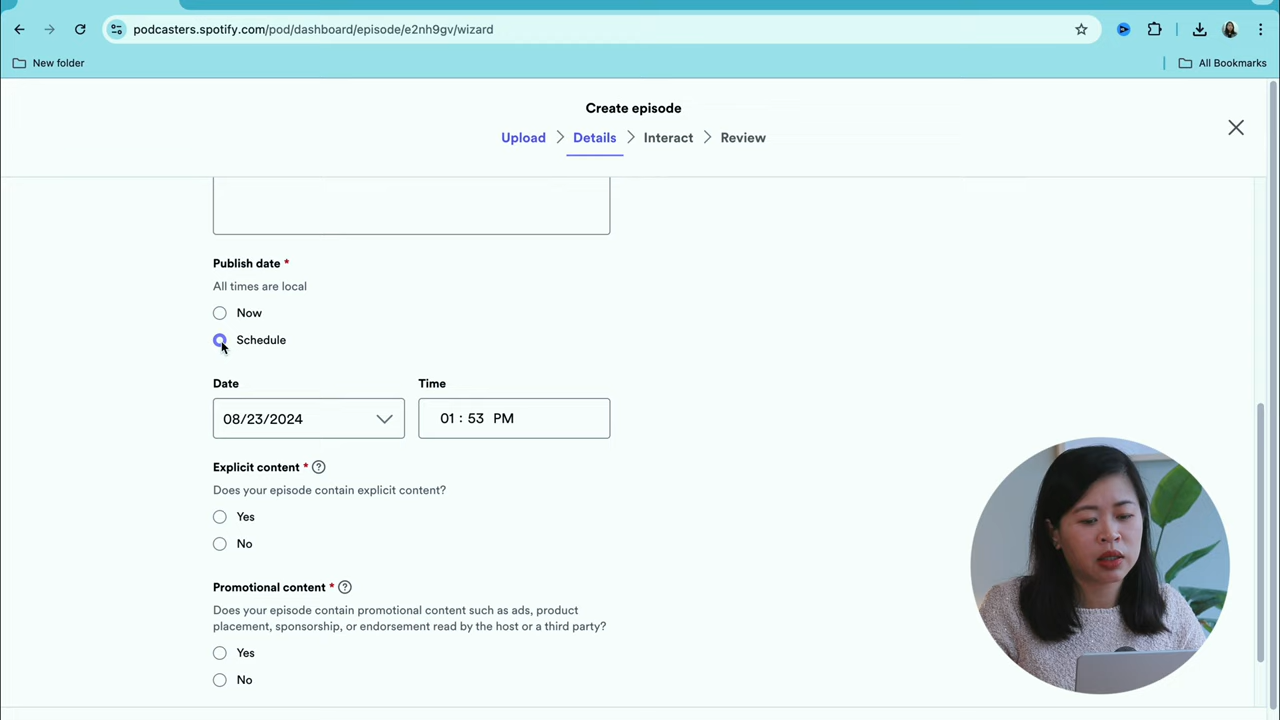 podcasters.spotify.com/pod/dashboard/episode/e2nh9gv/wizard
New folder
All Bookmarks
Create episode
Upload
Details
Interact
Review
Publish date *
All times are local
Now
Schedule
Date
Time
08/23/2024
01 : 53 PM
Explicit content * ?
Does your episode contain explicit content?
Yes
No
Promotional content * ?
Does your episode contain promotional content such as ads, product
placement, sponsorship, or endorsement read by the host or a third party?
Yes
No